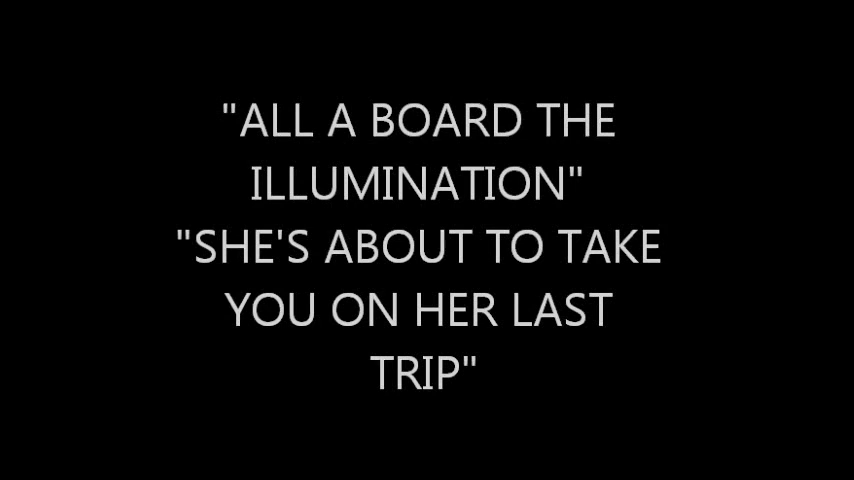 "ALL A BOARD THE
ILLUMINATION"
"SHE'S ABOUT TO TAKE
YOU ON HER LAST
TRIP"